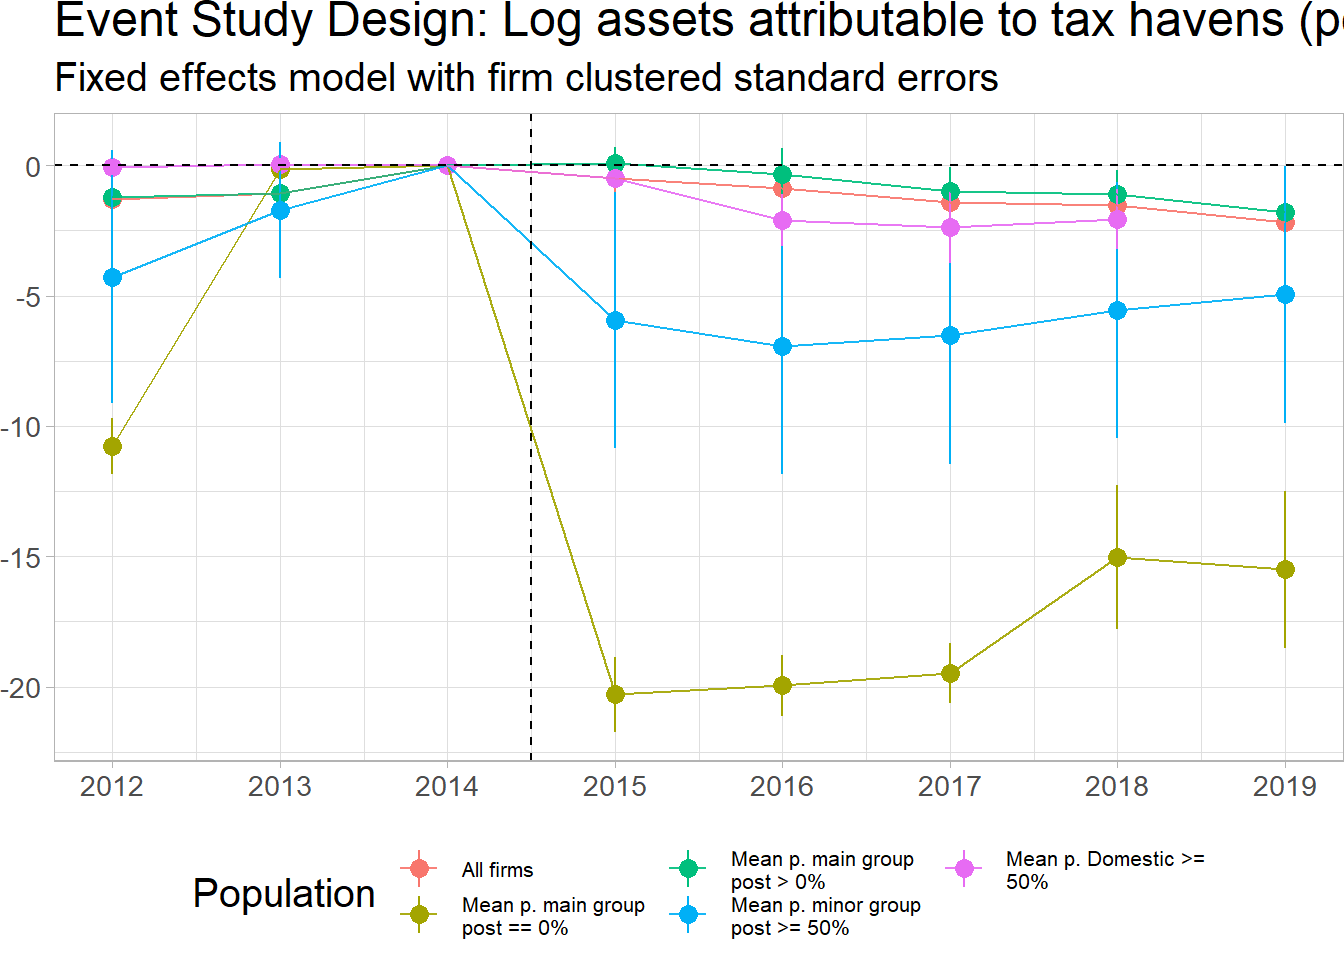 Event Study Design: Log assets attributable to tax havens
Fixed effects model with firm clustered standard errors
0
-5
-10
-15
-20
2012 2013 2014 2015 2016 2017 2018 2019
Population
All firms
Mean p. main group
post == 0%
Mean p. main group
post > 0%
Mean p. minor group
post >= 50%
Mean p. Domestic >=
50%